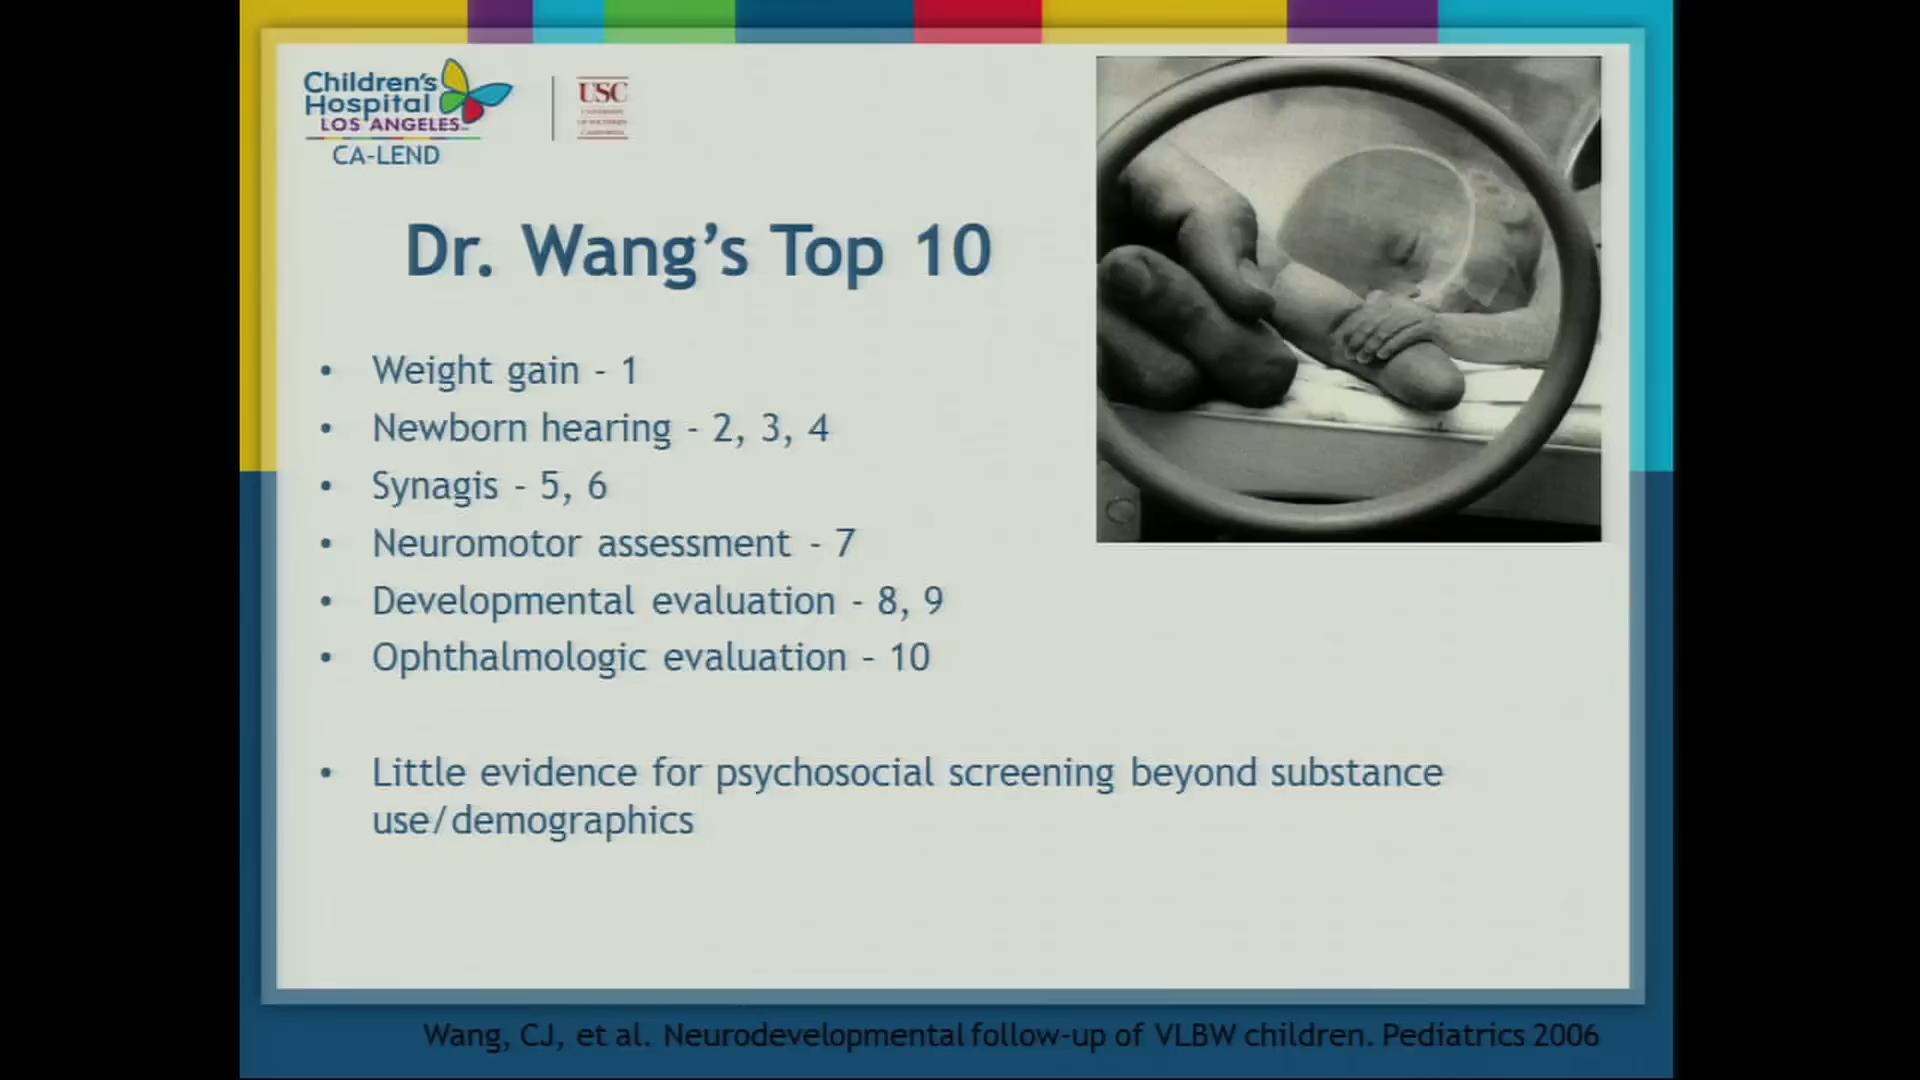 Children's
Hospital
LOS ANGELES
CA-LEND
USC
Dr. Wang's Top 10
• Weight gain - 1
• Newborn hearing - 2, 3, 4
• Synagis - 5, 6
• Neuromotor assessment - 7
• Developmental evaluation - 8, 9
• Ophthalmologic evaluation - 10
• Little evidence for psychosocial screening beyond substance
use/demographics
Wang, CJ, et al. Neurodevelopmental follow-up of VLBW children. Pediatrics 2006